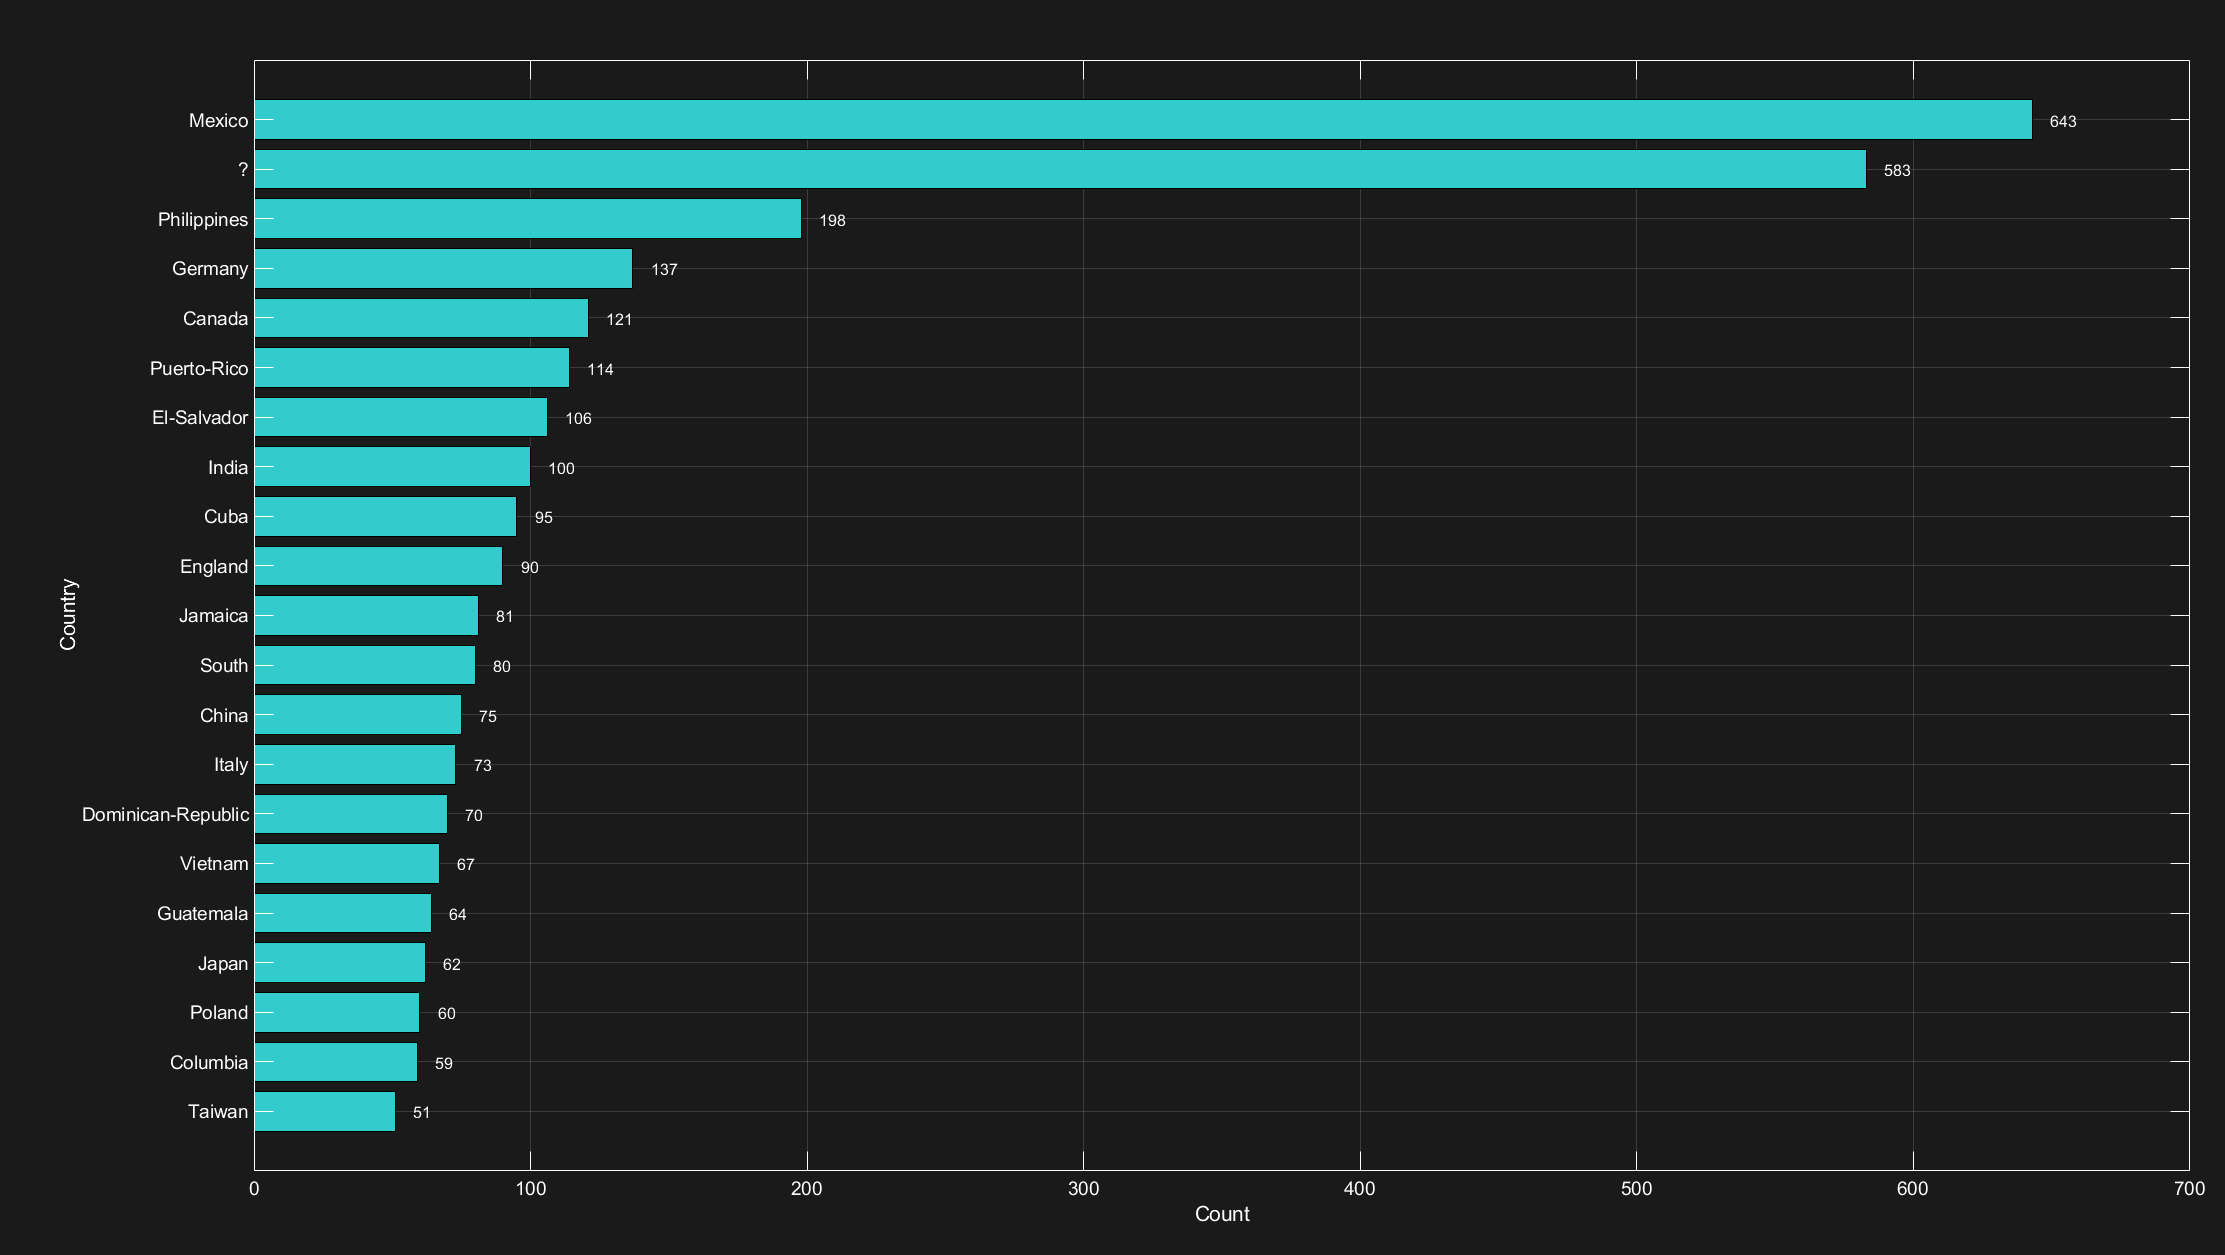 Mexico 643
? 583
Philippines 198
Germany 137
Canada 121
Puerto-Rico 114
El-Salvador 106
India 100
Cuba 95
England 90
Jamaica 81
South 80
China 75
Italy 73
Dominican-Republic 70
Vietnam 67
Guatemala 64
Japan 62
Poland 60
Columbia 59
Taiwan 51
Country
0 100 200 300 400 500 600 700
Count